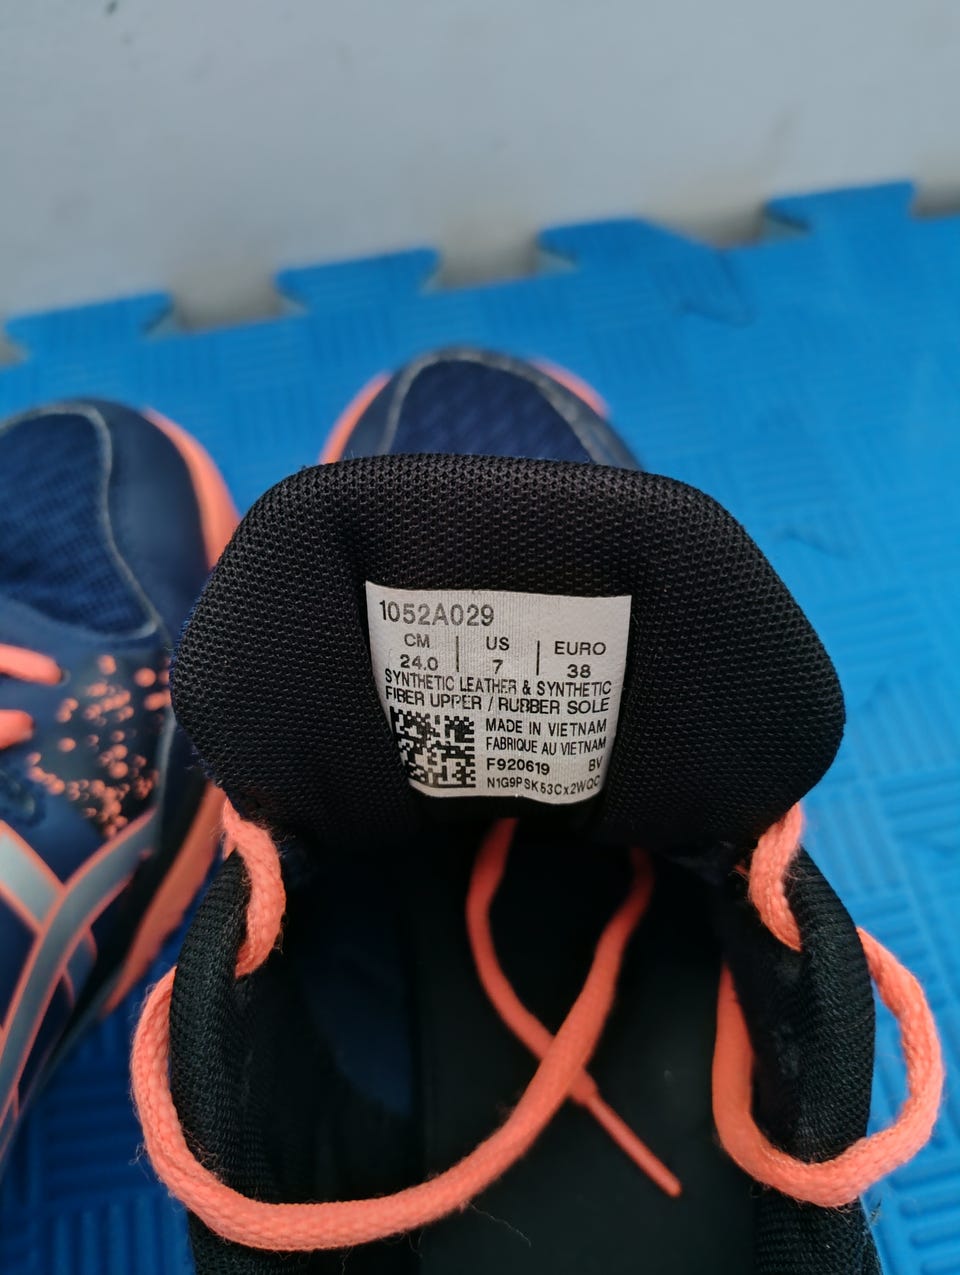 1052A029
CM | US | EURO
24.0 | 7 | 38
SYNTHETIC LEATHER & SYNTHETIC
FIBER UPPER / RUBBER SOLE
MADE IN VIETNAM
FABRIQUE AU VIETNAM
F920619 BV
N1G9PSK53Cx2WQC